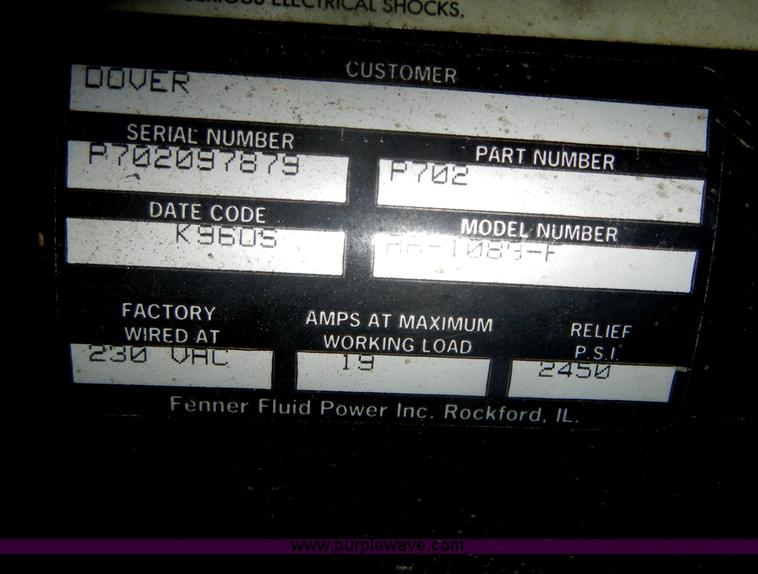 SERIOUS ELECTRICAL SHOCKS.
CUSTOMER
DOVER
SERIAL NUMBER PART NUMBER
P702097879 P702
DATE CODE MODEL NUMBER
FACTORY
WIRED AT
AMPS AT MAXIMUM
WORKING LOAD
RELIEF
P.S.I.
230 VAC 19 2450
Fenner Fluid Power Inc. Rockford, IL.
www.purplewave.com